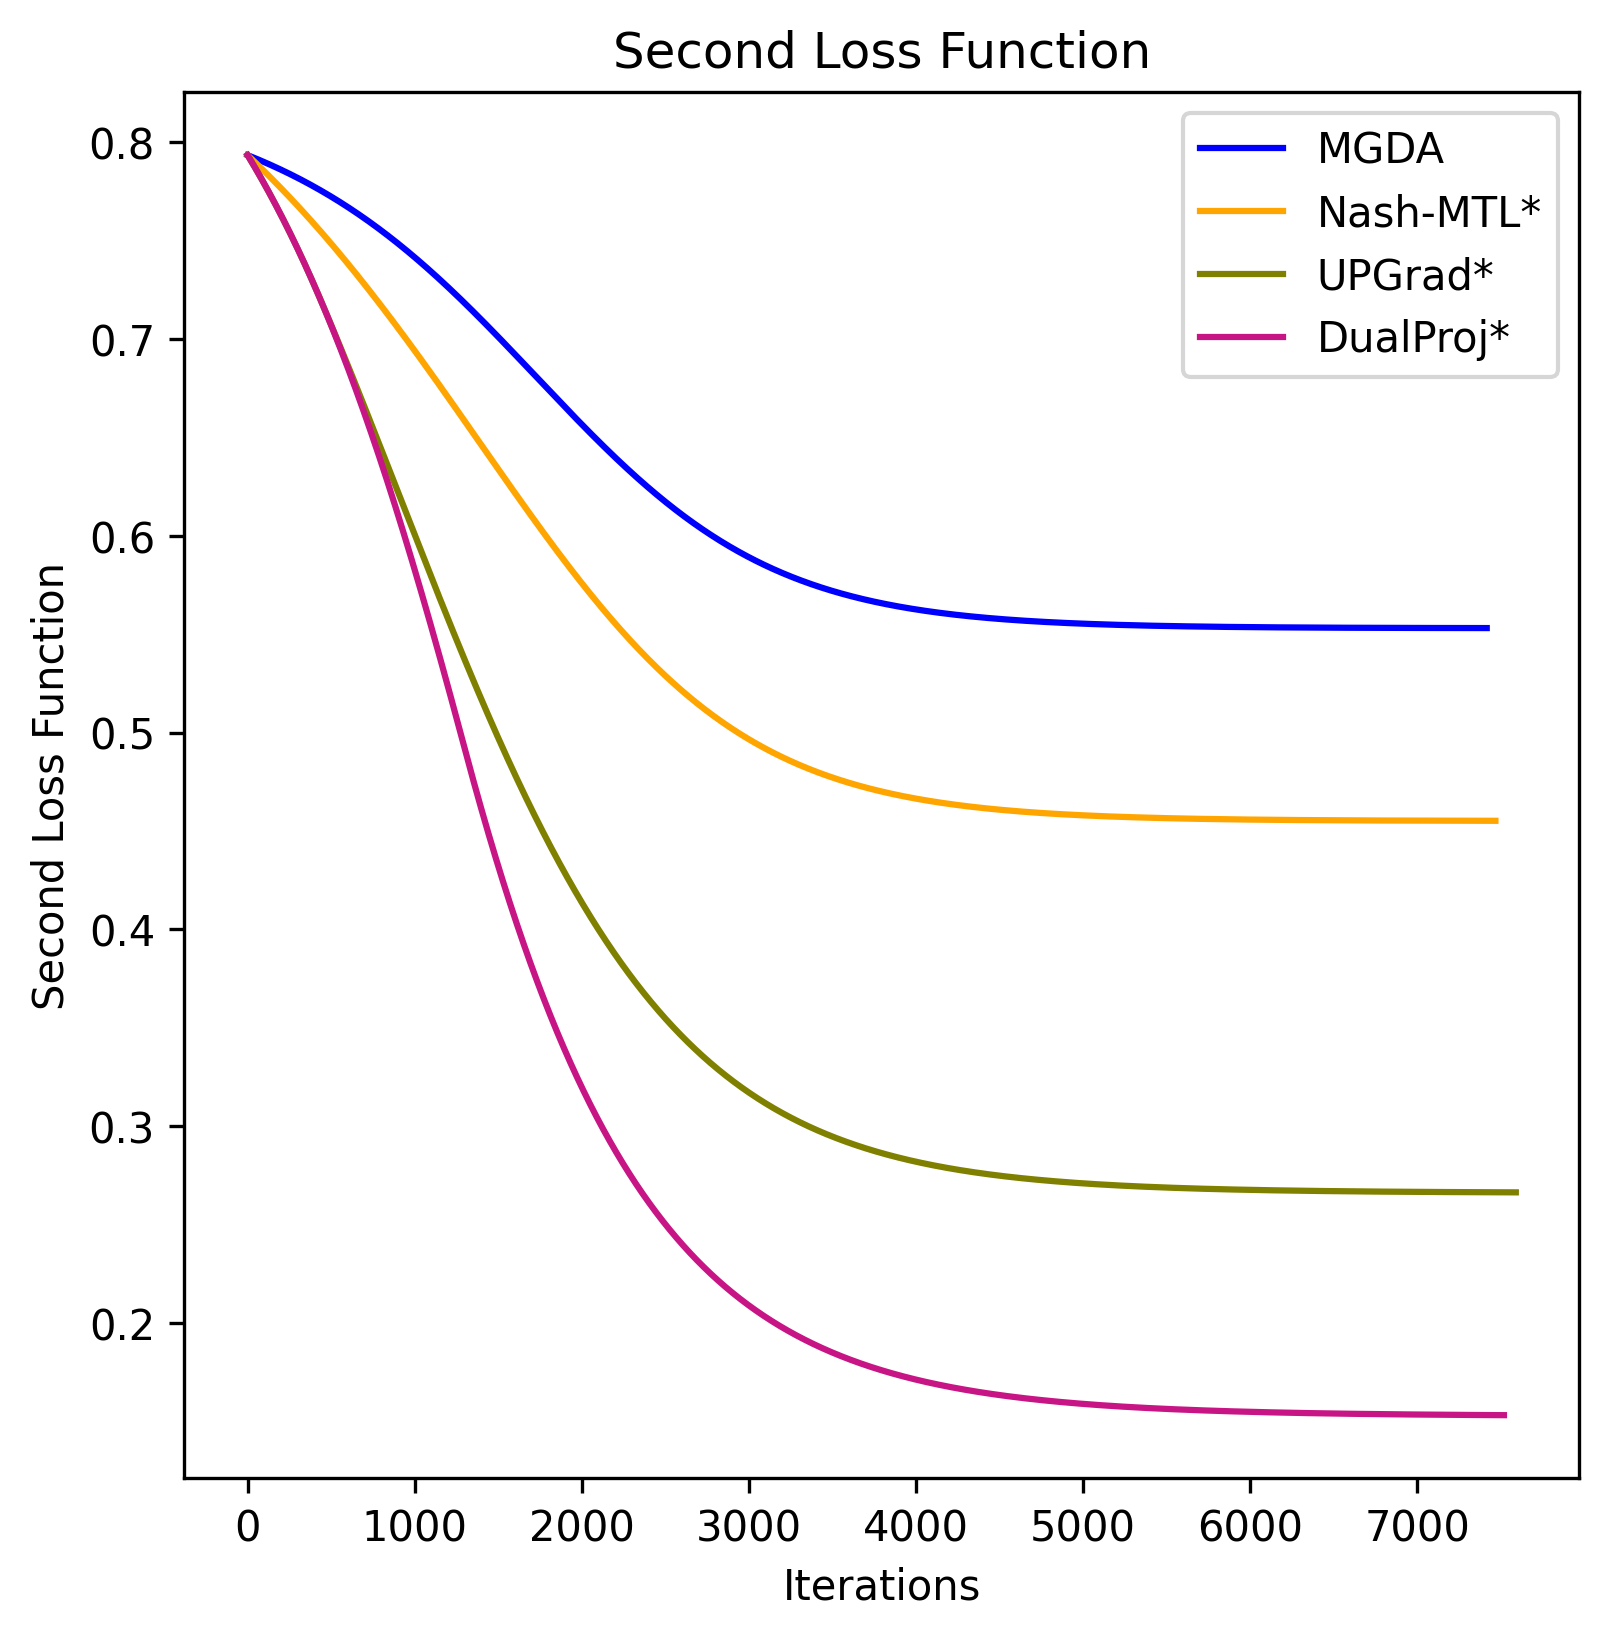 Second Loss Function
MGDA
Nash-MTL*
UPGrad*
DualProj*
Second Loss Function
0.8
0.7
0.6
0.5
0.4
0.3
0.2
0 1000 2000 3000 4000 5000 6000 7000
Iterations